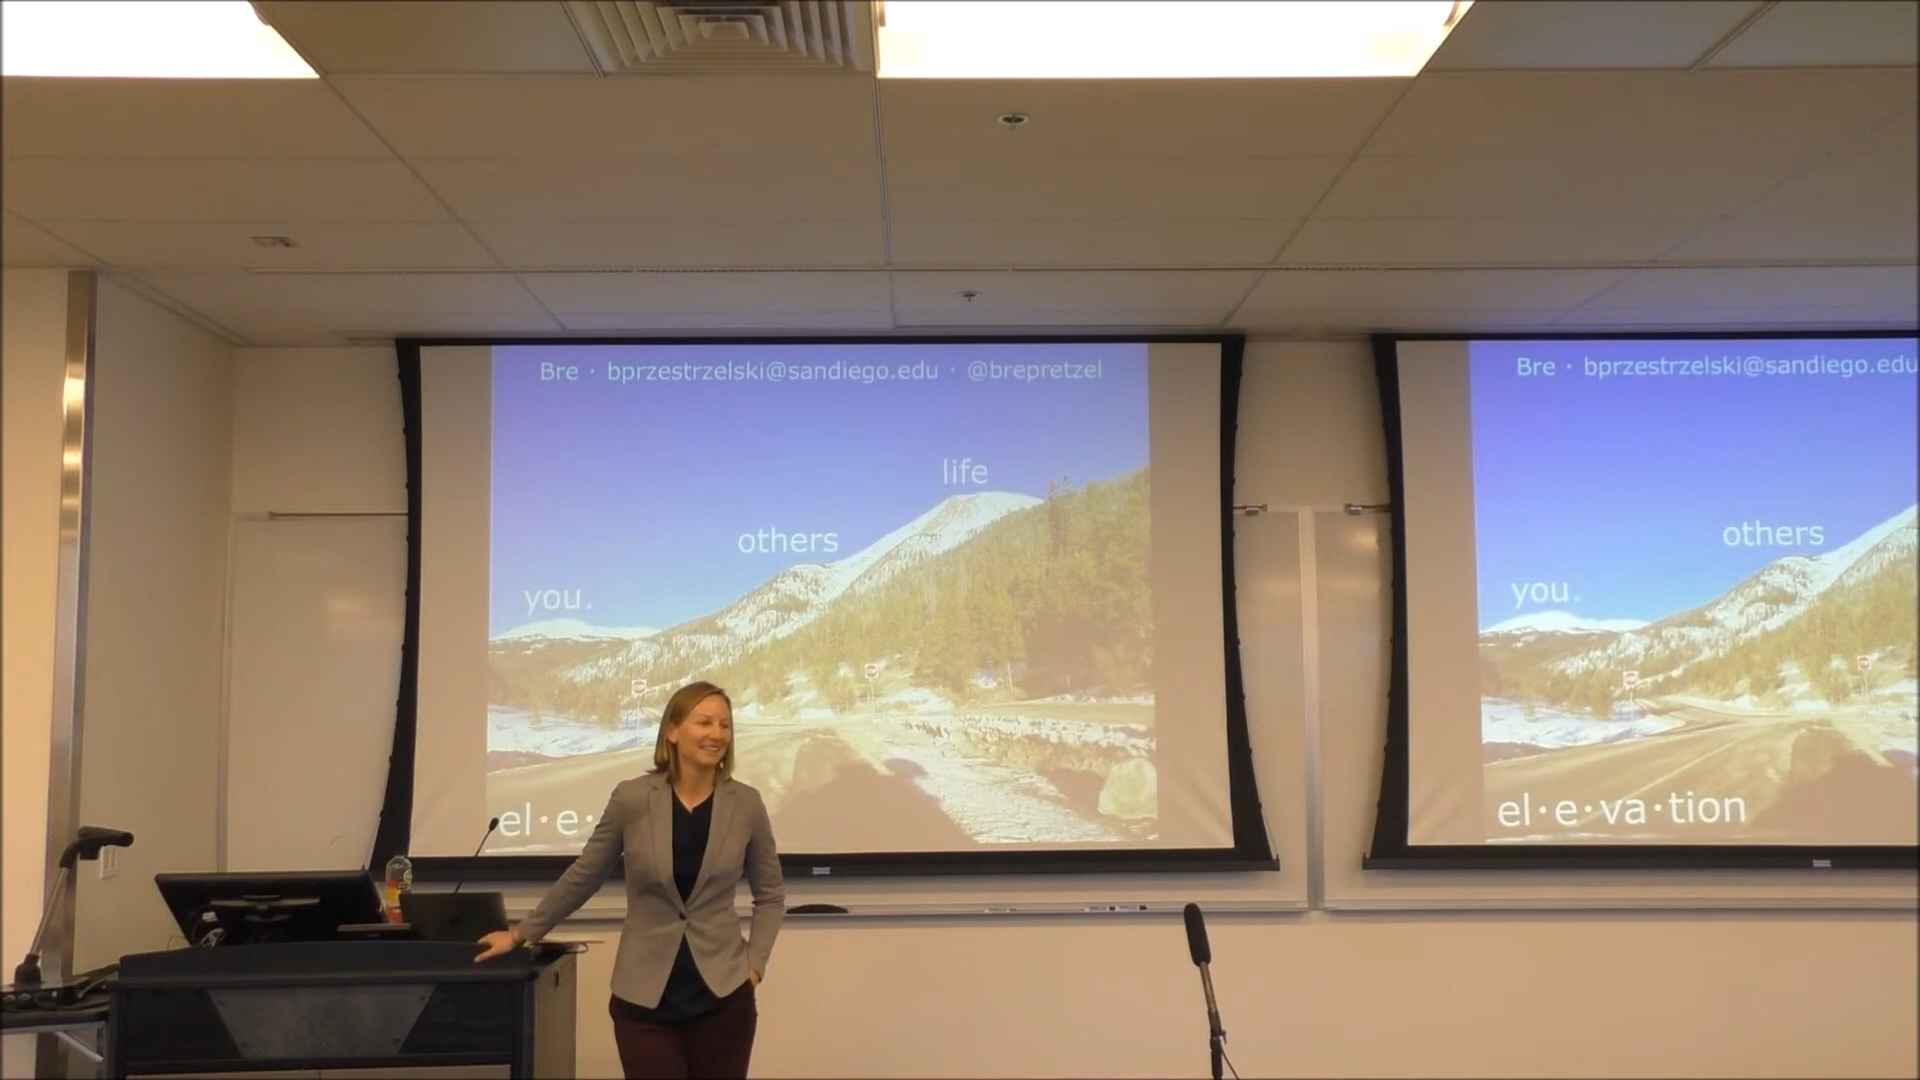 Bre · bprzestrzelski@sandiego.edu · @brepretzel
life
others
you.
el·e·
Bre · bprzestrzelski@sandiego.edu
others
you.
el·e·va·tion